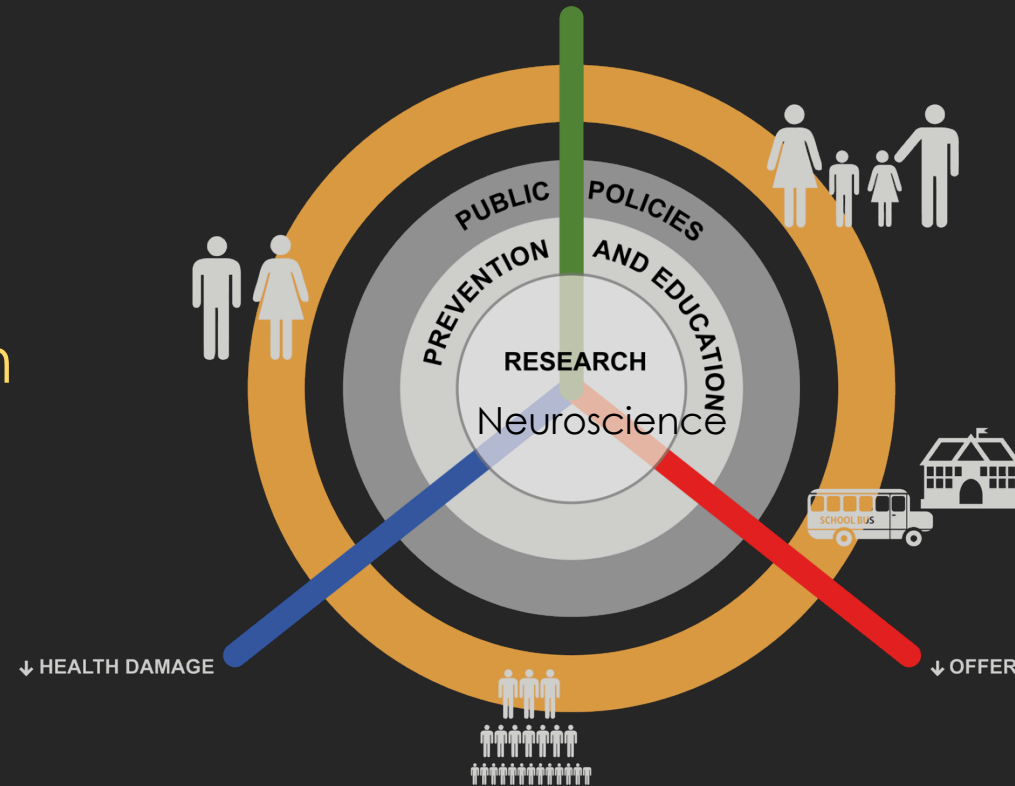 PUBLIC POLICIES
PREVENTION AND EDUCATION
RESEARCH
Neuroscience
n
SCHOOL BUS
↓ HEALTH DAMAGE
↓ OFFER